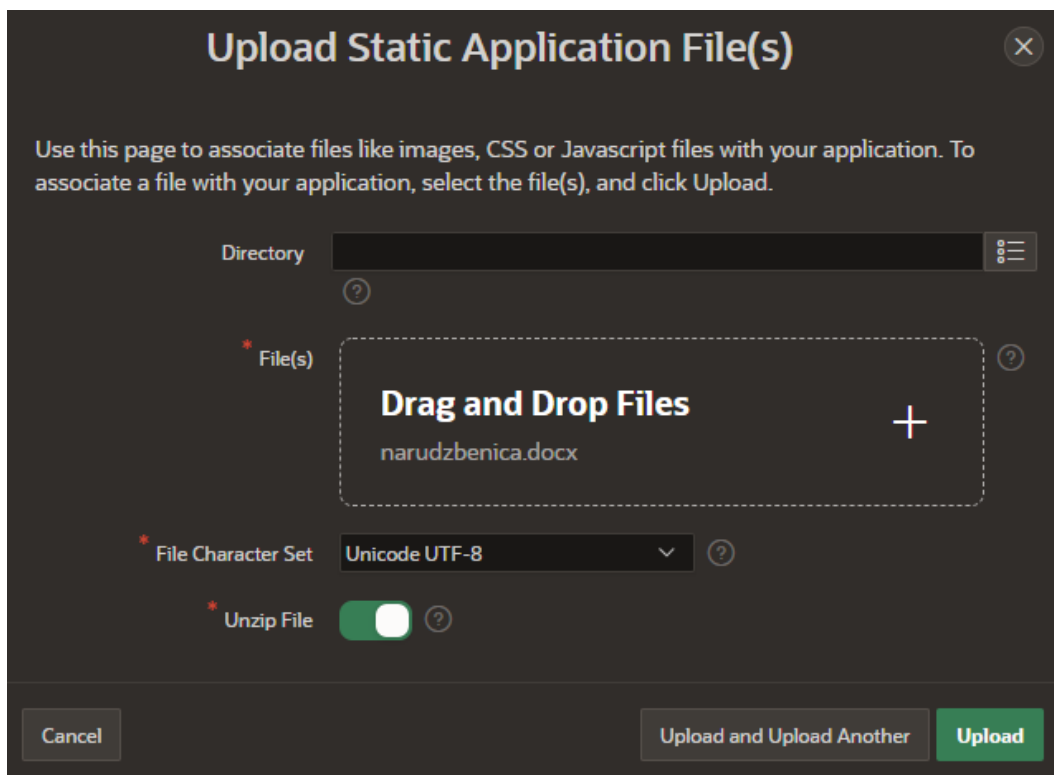 Upload Static Application File(s)
Use this page to associate files like images, CSS or Javascript files with your application. To
associate a file with your application, select the file(s), and click Upload.
Directory
?
* File(s)
?
Drag and Drop Files
narudzbenica.docx
* File Character Set
Unicode UTF-8
?
* Unzip File
?
Cancel
Upload and Upload Another
Upload